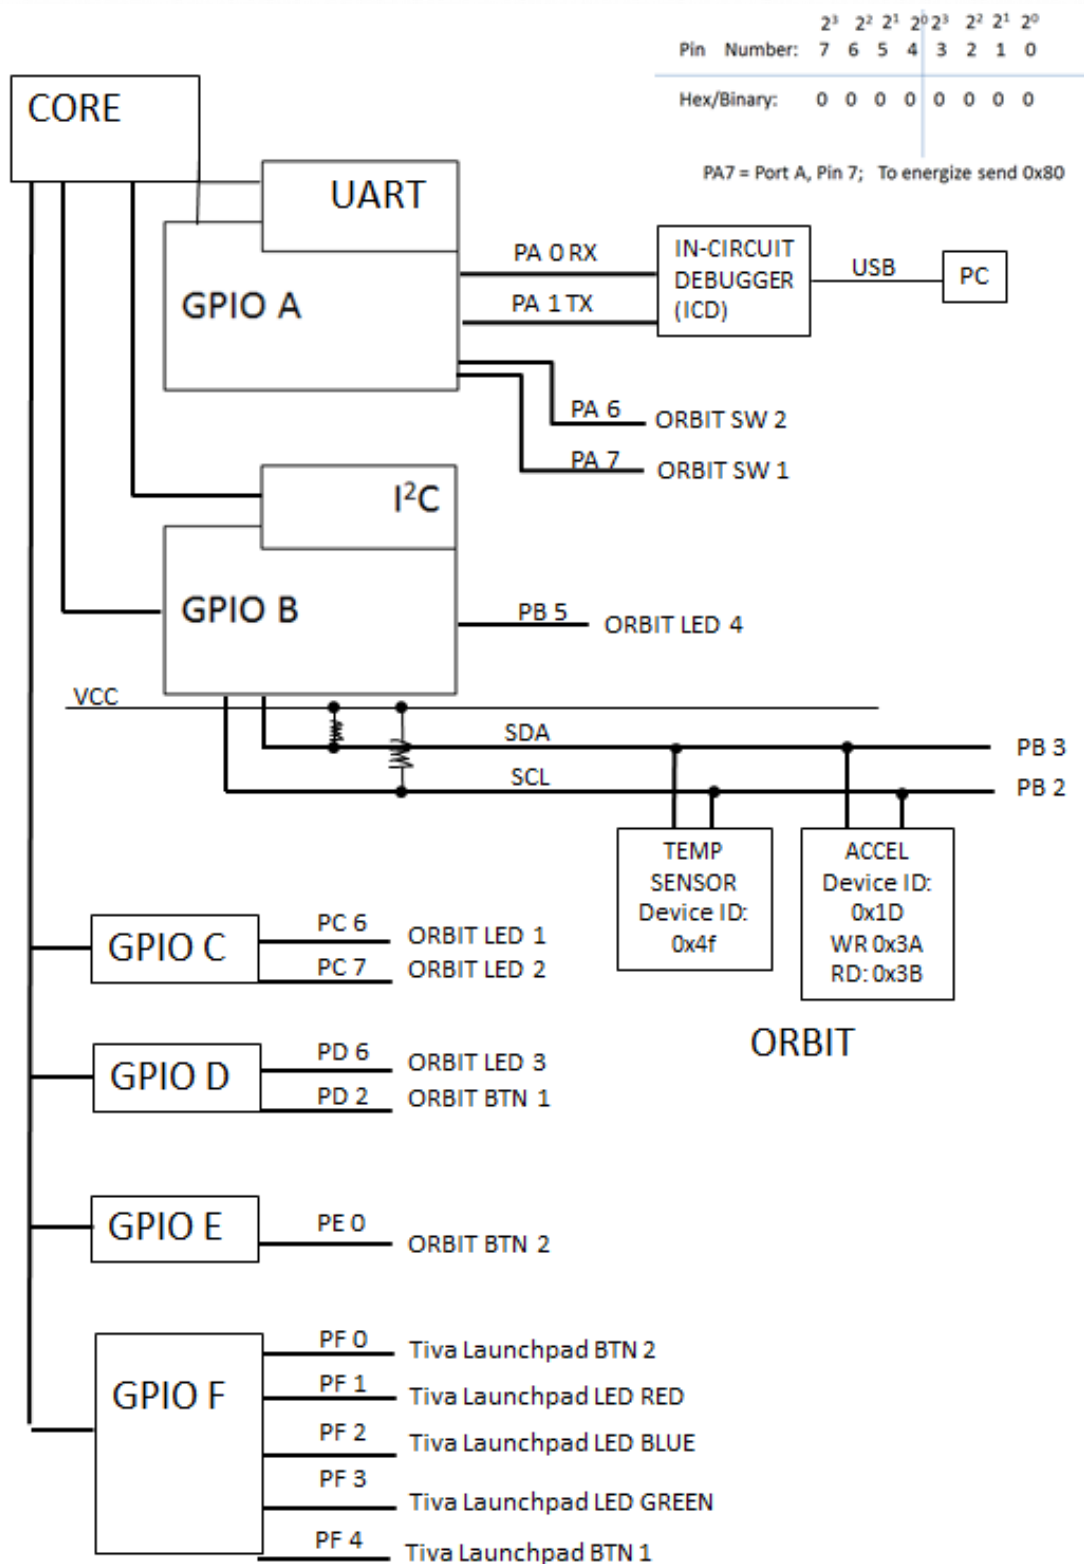 2³ 2² 2¹ 2⁰ 2³ 2² 2¹ 2⁰
Pin Number: 7 6 5 4 3 2 1 0
Hex/Binary: 0 0 0 0 0 0 0 0
PA7 = Port A, Pin 7; To energize send 0x80
CORE
UART
GPIO A
PA 0 RX
PA 1 TX
IN-CIRCUIT
DEBUGGER
(ICD)
USB
PC
PA 6
ORBIT SW 2
PA 7
ORBIT SW 1
I²C
GPIO B
PB 5
ORBIT LED 4
VCC
SDA
PB 3
SCL
PB 2
TEMP
SENSOR
Device ID:
0x4f
ACCEL
Device ID:
0x1D
WR 0x3A
RD: 0x3B
ORBIT
GPIO C
PC 6
ORBIT LED 1
PC 7
ORBIT LED 2
GPIO D
PD 6
ORBIT LED 3
PD 2
ORBIT BTN 1
GPIO E
PE 0
ORBIT BTN 2
GPIO F
PF 0
Tiva Launchpad BTN 2
PF 1
Tiva Launchpad LED RED
PF 2
Tiva Launchpad LED BLUE
PF 3
Tiva Launchpad LED GREEN
PF 4
Tiva Launchpad BTN 1